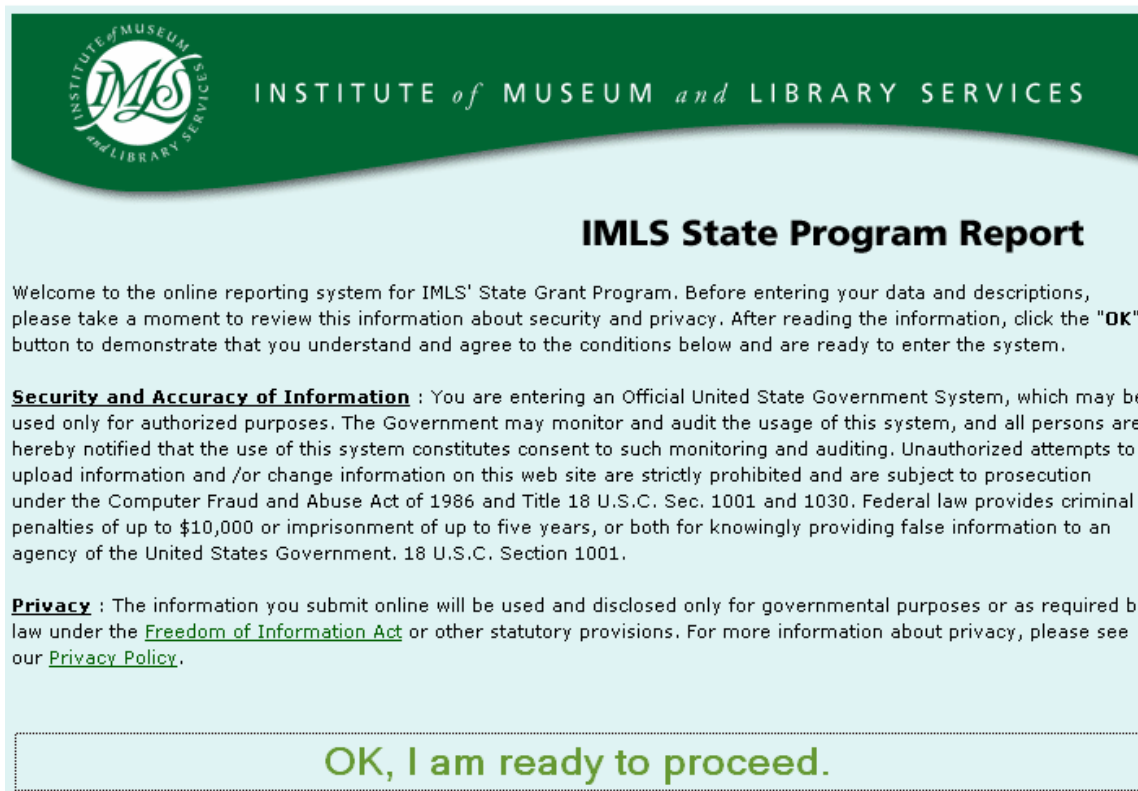 INSTITUTE of MUSEUM and LIBRARY SERVICES
IMLS
INSTITUTE of MUSEUM and LIBRARY SERVICES
IMLS State Program Report
Welcome to the online reporting system for IMLS' State Grant Program. Before entering your data and descriptions,
please take a moment to review this information about security and privacy. After reading the information, click the "OK"
button to demonstrate that you understand and agree to the conditions below and are ready to enter the system.
Security and Accuracy of Information : You are entering an Official United State Government System, which may be
used only for authorized purposes. The Government may monitor and audit the usage of this system, and all persons are
hereby notified that the use of this system constitutes consent to such monitoring and auditing. Unauthorized attempts to
upload information and /or change information on this web site are strictly prohibited and are subject to prosecution
under the Computer Fraud and Abuse Act of 1986 and Title 18 U.S.C. Sec. 1001 and 1030. Federal law provides criminal
penalties of up to $10,000 or imprisonment of up to five years, or both for knowingly providing false information to an
agency of the United States Government. 18 U.S.C. Section 1001.
Privacy : The information you submit online will be used and disclosed only for governmental purposes or as required b
law under the Freedom of Information Act or other statutory provisions. For more information about privacy, please see
our Privacy Policy.
OK, I am ready to proceed.